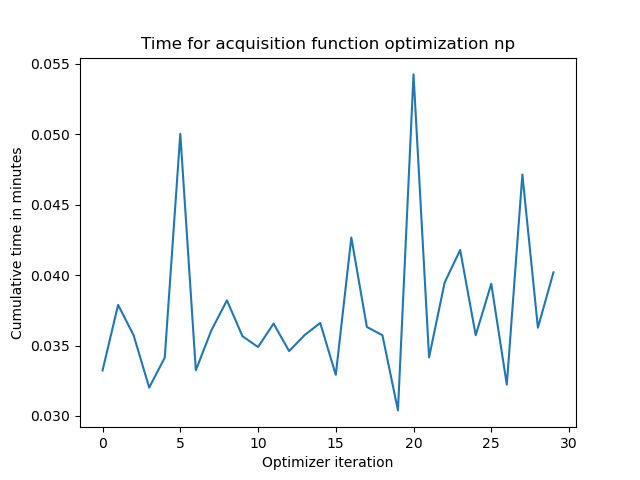 Time for acquisition function optimization np
Cumulative time in minutes
0.055
0.050
0.045
0.040
0.035
0.030
0 5 10 15 20 25 30
Optimizer iteration